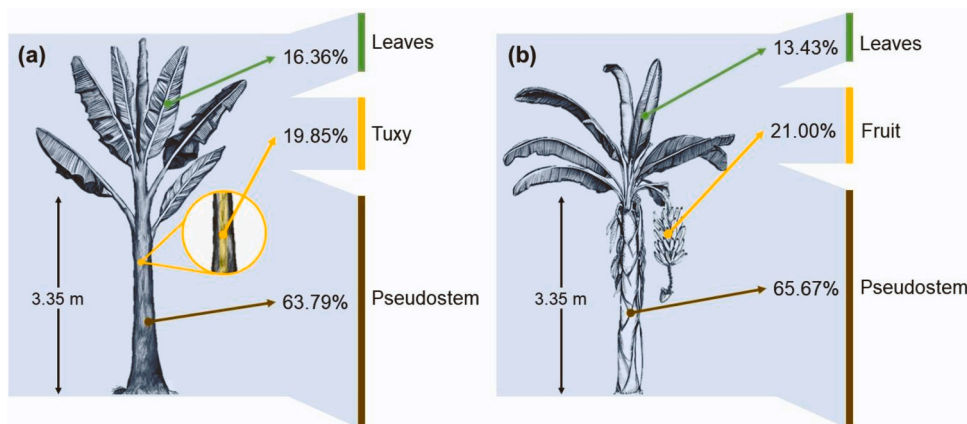 (a)
Leaves
16.36%
Tuxy
19.85%
3.35 m
63.79%
Pseudostem
(b)
Leaves
13.43%
Fruit
21.00%
3.35 m
65.67%
Pseudostem